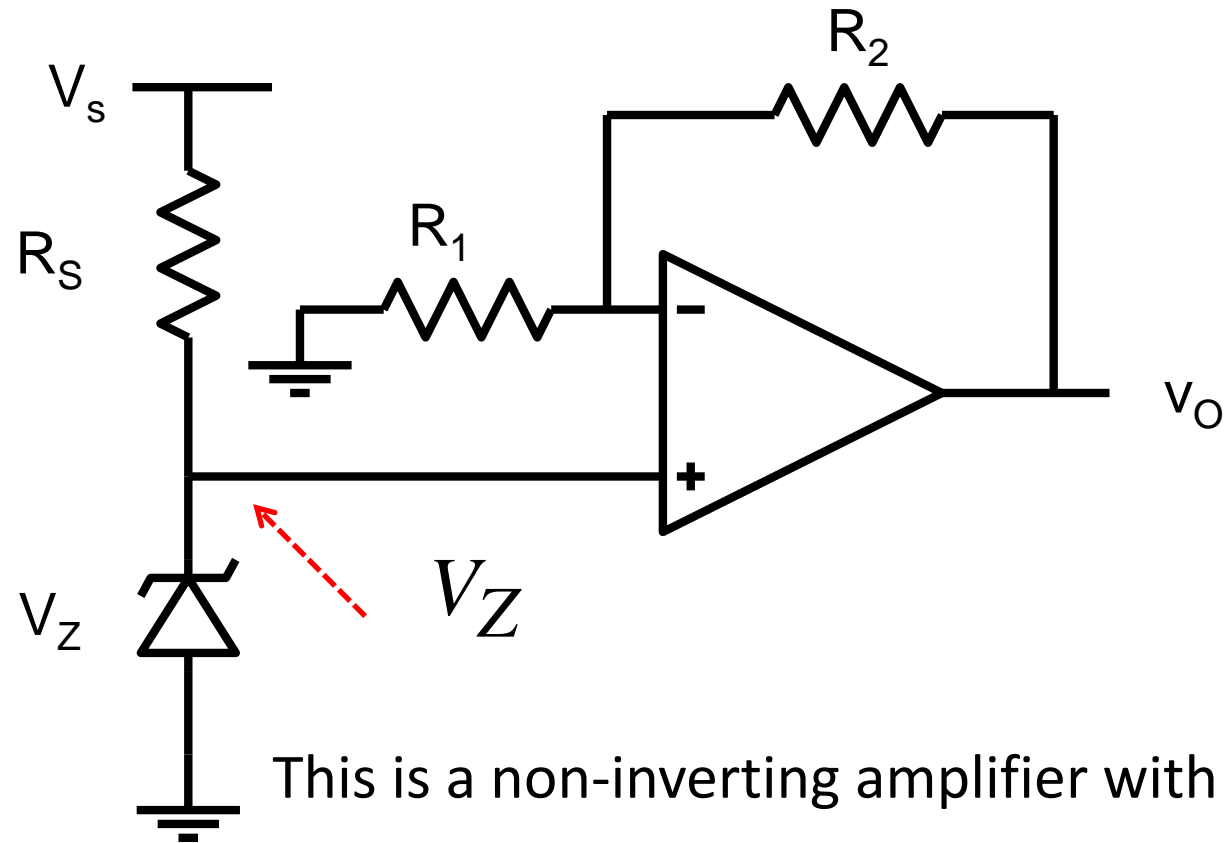 R2
Vs
R1
RS
-
vO
+
VZ
VZ
This is a non-inverting amplifier with